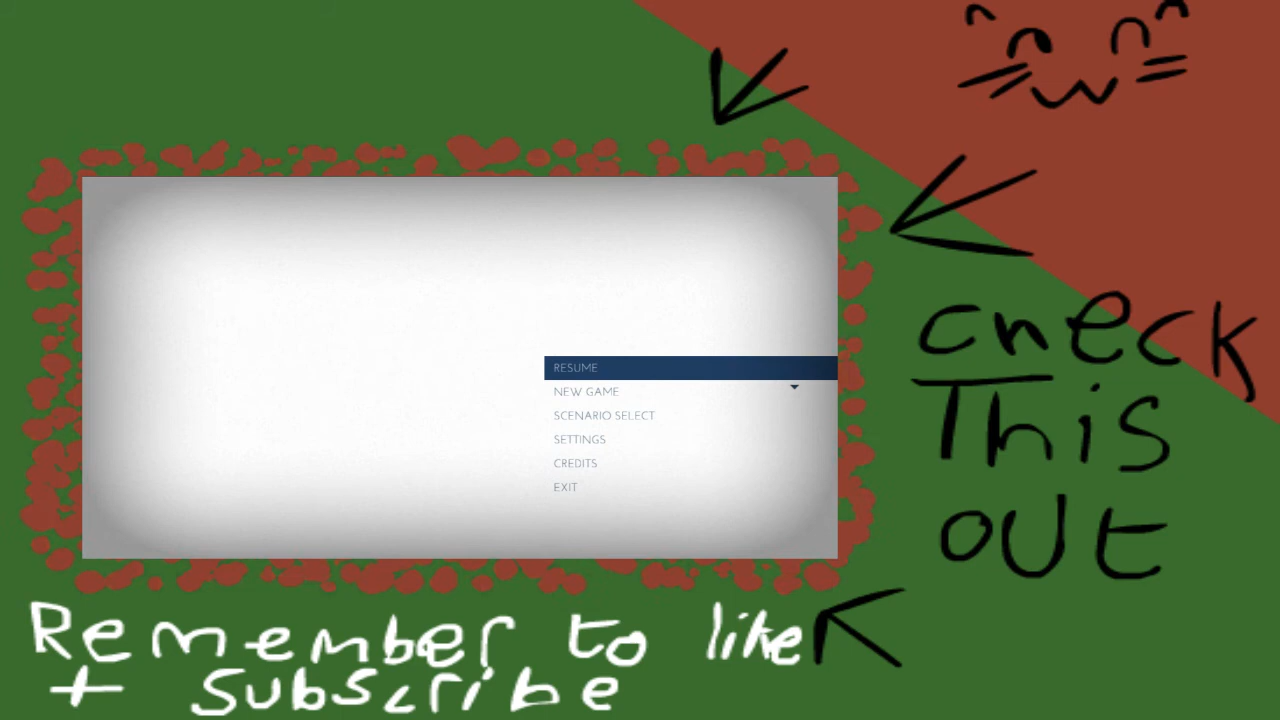 RESUME
NEW GAME
SCENARIO SELECT
SETTINGS
CREDITS
EXIT
check
This
OUt
Remember to like
+ Subscribe